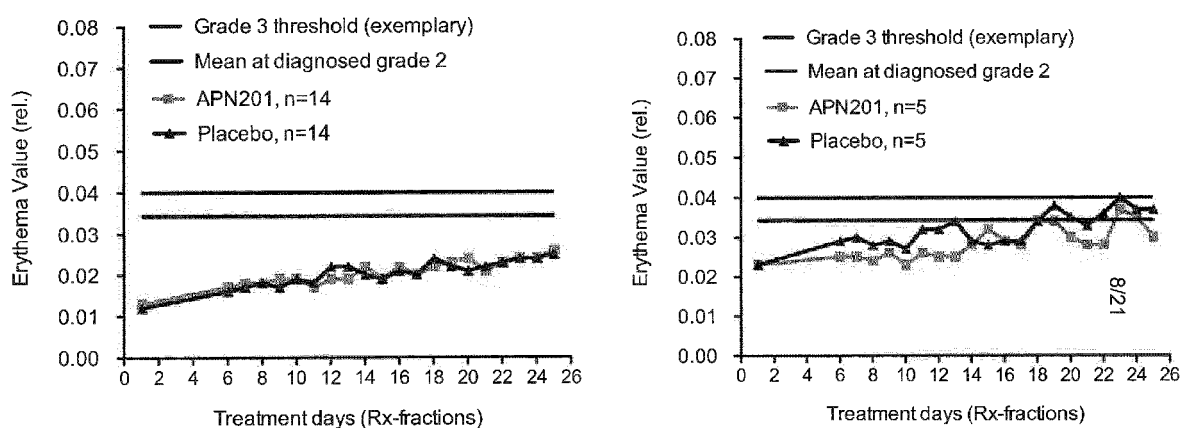 Grade 3 threshold (exemplary)
Mean at diagnosed grade 2
APN201, n=14
Placebo, n=14
Erythema Value (rel.)
0.08
0.07
0.06
0.05
0.04
0.03
0.02
0.01
0.00
0 2 4 6 8 10 12 14 16 18 20 22 24 26
Treatment days (Rx-fractions)
Grade 3 threshold (exemplary)
Mean at diagnosed grade 2
APN201, n=5
Placebo, n=5
Erythema Value (rel.)
0.08
0.07
0.06
0.05
0.04
0.03
0.02
0.01
0.00
8/21
0 2 4 6 8 10 12 14 16 18 20 22 24 26
Treatment days (Rx-fractions)